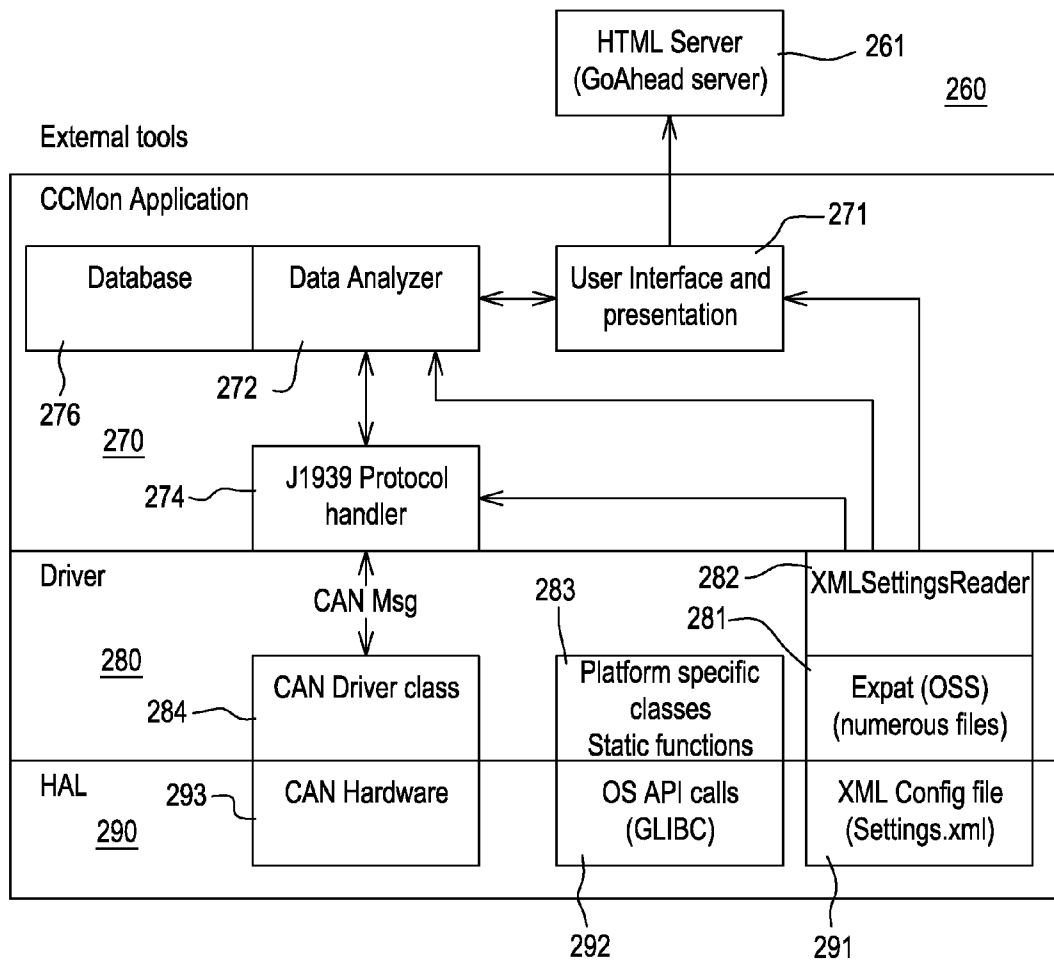 HTML Server
(GoAhead server)
261
260
External tools
CCMon Application
271
Database
Data Analyzer
User Interface and
presentation
272
276
270
274
J1939 Protocol
handler
Driver
CAN Msg
283
282
XMLSettingsReader
281
280
284
CAN Driver class
Platform specific
classes
Static functions
Expat (OSS)
(numerous files)
HAL
293
290
CAN Hardware
OS API calls
(GLIBC)
XML Config file
(Settings.xml)
292
291